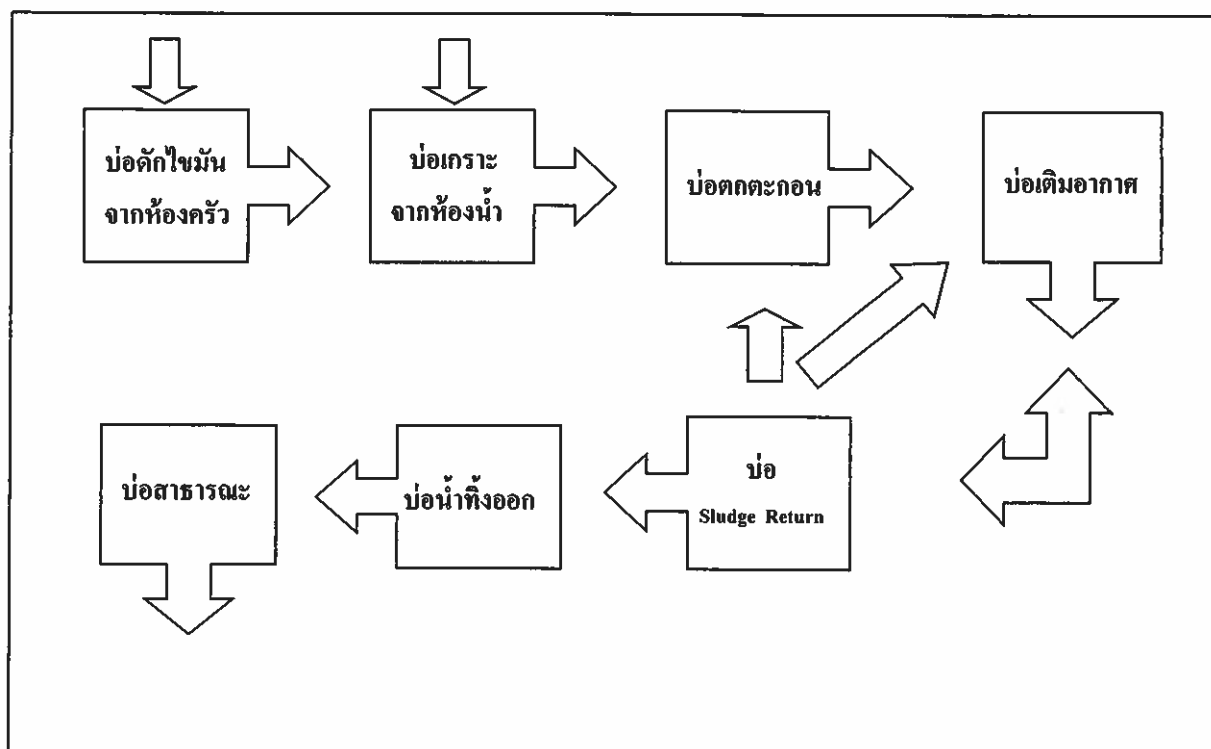 บ่อดักไขมัน
จากห้องครัว
บ่อเกราะ
จากห้องน้ำ
บ่อตกตะกอน
บ่อเติมอากาศ
บ่อสาธารณะ
บ่อน้ำทิ้งออก
บ่อ
Sludge Return